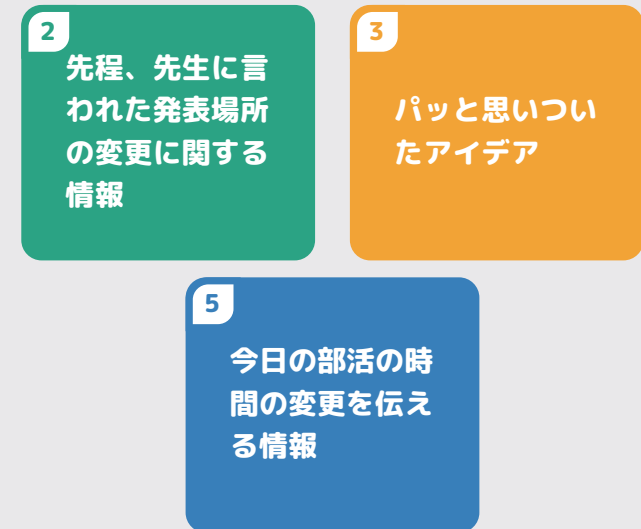 2
先程、先生に言
われた発表場所
の変更に関する
情報
3
パッと思いつい
たアイデア
5
今日の部活の時
間の変更を伝え
る情報